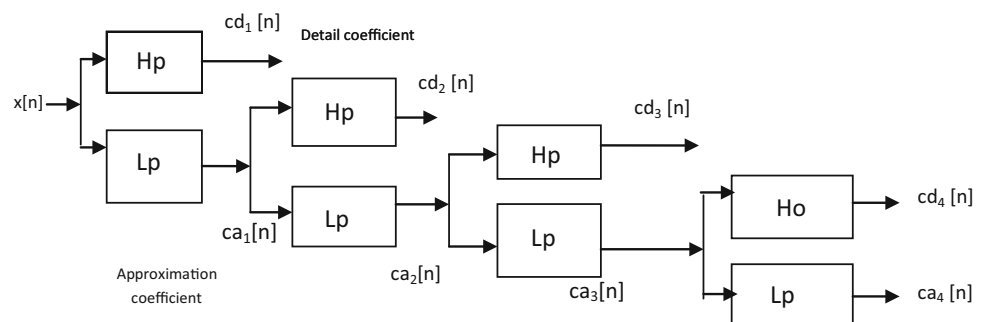 cd₁ [n]
Detail coefficient
Hp
x[n]
Lp
cd₂ [n]
Hp
ca₁[n]
Lp
cd₃ [n]
Hp
ca₂[n]
Lp
cd₄ [n]
Ho
ca₃[n]
Lp
ca₄ [n]
Approximation
coefficient